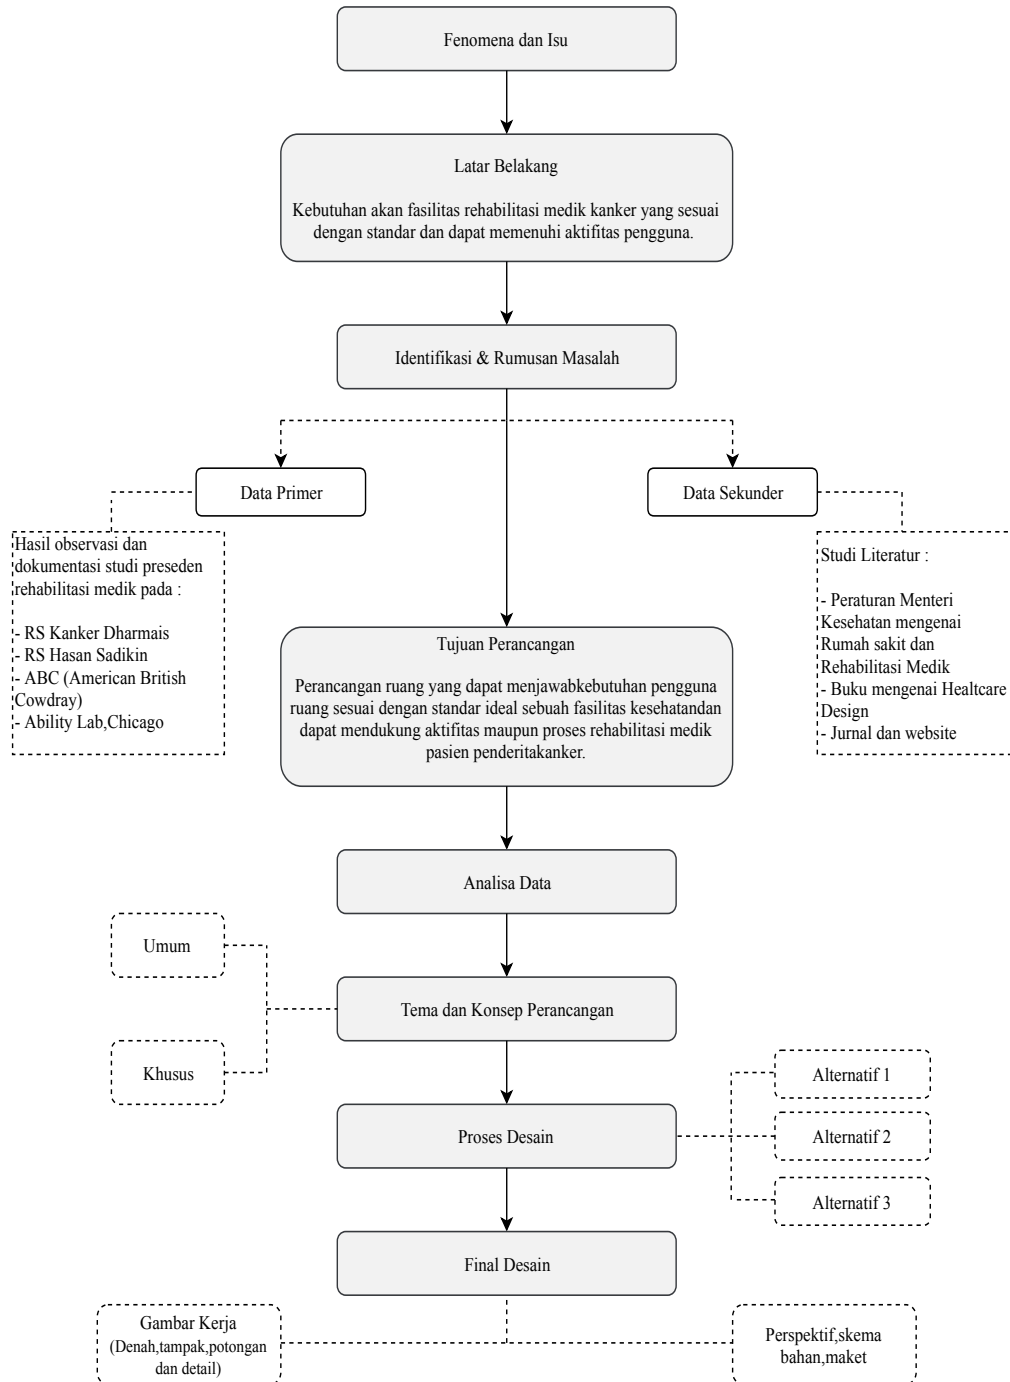 Fenomena dan Isu
Latar Belakang
Kebutuhan akan fasilitas rehabilitasi medik kanker yang sesuai
dengan standar dan dapat memenuhi aktifitas pengguna.
Identifikasi & Rumusan Masalah
Data Primer
Data Sekunder
Hasil observasi dan
dokumentasi studi preseden
rehabilitasi medik pada :
- RS Kanker Dharmais
- RS Hasan Sadikin
- ABC (American British
Cowdray)
- Ability Lab,Chicago
Studi Literatur :
- Peraturan Menteri
Kesehatan mengenai
Rumah sakit dan
Rehabilitasi Medik
- Buku mengenai Healtcare
Design
- Jurnal dan website
Tujuan Perancangan
Perancangan ruang yang dapat menjawabkebutuhan pengguna
ruang sesuai dengan standar ideal sebuah fasilitas kesehatandan
dapat mendukung aktifitas maupun proses rehabilitasi medik
pasien penderitakanker.
Analisa Data
Umum
Tema dan Konsep Perancangan
Khusus
Alternatif 1
Proses Desain
Alternatif 2
Alternatif 3
Final Desain
Gambar Kerja
(Denah,tampak,potongan
dan detail)
Perspektif,skema
bahan,maket